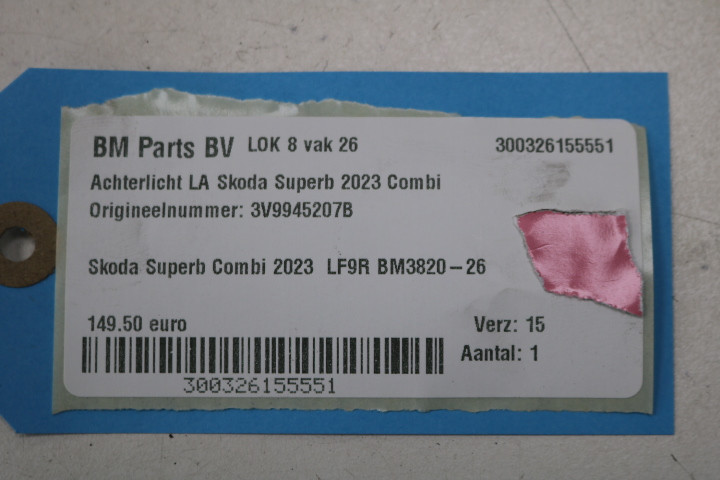 BM Parts BV LOK 8 vak 26 300326155551
Achterlicht LA Skoda Superb 2023 Combi
Origineelnummer: 3V9945207B
Skoda Superb Combi 2023 LF9R BM3820-26
149.50 euro Verz: 15
Aantal: 1
300326155551